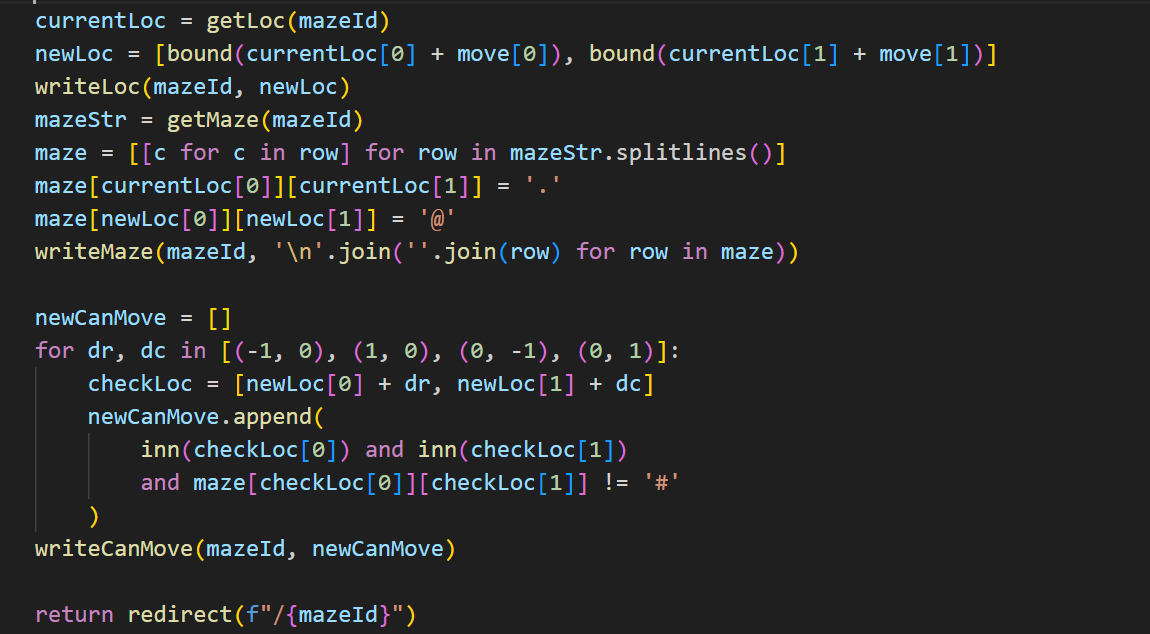 currentLoc = getLoc(mazeId)
newLoc = [bound(currentLoc[0] + move[0]), bound(currentLoc[1] + move[1])]
writeLoc(mazeId, newLoc)
mazeStr = getMaze(mazeId)
maze = [[c for c in row] for row in mazeStr.splitlines()]
maze[currentLoc[0]][currentLoc[1]] = '.'
maze[newLoc[0]][newLoc[1]] = '@'
writeMaze(mazeId, '\n'.join(''.join(row) for row in maze))

newCanMove = []
for dr, dc in [(-1, 0), (1, 0), (0, -1), (0, 1)]:
    checkLoc = [newLoc[0] + dr, newLoc[1] + dc]
    newCanMove.append(
        inn(checkLoc[0]) and inn(checkLoc[1])
        and maze[checkLoc[0]][checkLoc[1]] != '#'
    )
writeCanMove(mazeId, newCanMove)

return redirect(f"/{mazeId}")